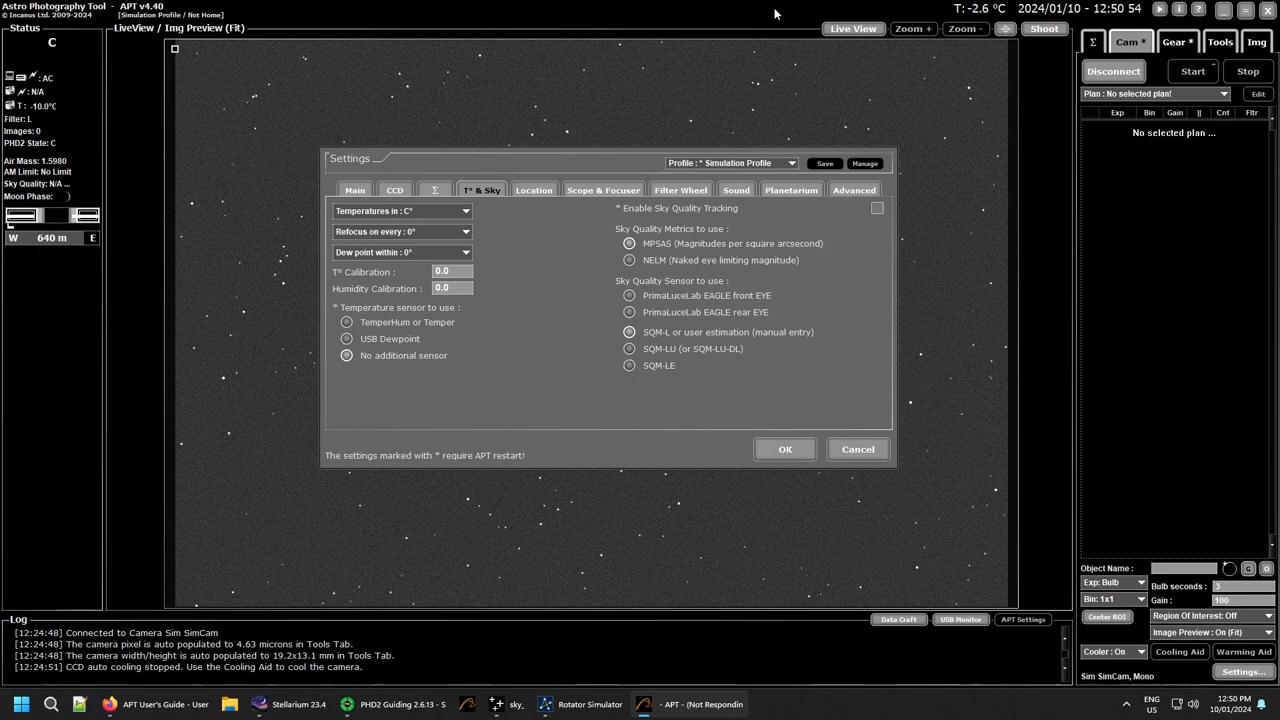 Astro Photography Tool - APT v4.40
© Incanus Ltd. 2009-2024 [Simulation Profile / Not Home]
T: -2.6 °C 2024/01/10 - 12:50 54
i ?
Status
C
: AC
: N/A
T : -10.0°C
Filter: L
Images: 0
PHD2 State: C
Air Mass: 1.5980
AM Limit: No Limit
Sky Quality: N/A ...
Moon Phase:
W 640 m E
LiveView / Img Preview (Fit)
Live View Zoom + Zoom - Shoot
Settings
Profile : * Simulation Profile Save Manage
Main CCD Σ T° & Sky Location Scope & Focuser Filter Wheel Sound Planetarium Advanced
Temperatures in : C°
Refocus on every : 0°
Dew point within : 0°
T° Calibration : 0.0
Humidity Calibration : 0.0
* Temperature sensor to use :
TemperHum or Temper
USB Dewpoint
No additional sensor
* Enable Sky Quality Tracking
Sky Quality Metrics to use :
MPSAS (Magnitudes per square arcsecond)
NELM (Naked eye limiting magnitude)
Sky Quality Sensor to use :
PrimaLuceLab EAGLE front EYE
PrimaLuceLab EAGLE rear EYE
SQM-L or user estimation (manual entry)
SQM-LU (or SQM-LU-DL)
SQM-LE
The settings marked with * require APT restart!
OK Cancel
Σ Cam * Gear * Tools Img
Disconnect Start Stop
Plan : No selected plan! Edit
Exp Bin Gain || Cnt Fltr
No selected plan ...
Object Name :
Exp: Bulb Bulb seconds : 3
Bin: 1x1 Gain : 100
Center ROI Region Of Interest: Off
Image Preview : On (Fit)
Cooler : On Cooling Aid Warming Aid
Sim SimCam, Mono Settings...
Log
Data Craft USB Monitor APT Settings
[12:24:48] Connected to Camera Sim SimCam
[12:24:48] The camera pixel is auto populated to 4.63 microns in Tools Tab.
[12:24:48] The camera width/height is auto populated to 19.2x13.1 mm in Tools Tab.
[12:24:51] CCD auto cooling stopped. Use the Cooling Aid to cool the camera.
APT User's Guide - User
Stellarium 23.4
PHD2 Guiding 2.6.13 - S
sky_
Rotator Simulator
- APT - (Not Respondin
ENG
US
12:50 PM
10/01/2024